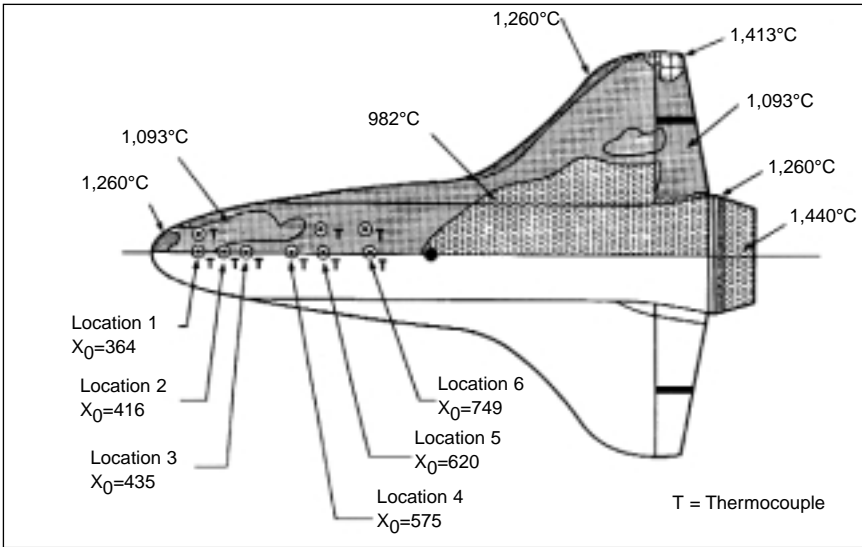 1,260°C
1,413°C
982°C
1,093°C
1,093°C
1,260°C
1,260°C
1,440°C
T
T
T
T
T
T
T
T
T
Location 1
X0=364
Location 2
X0=416
Location 3
X0=435
Location 4
X0=575
Location 5
X0=620
Location 6
X0=749
T = Thermocouple